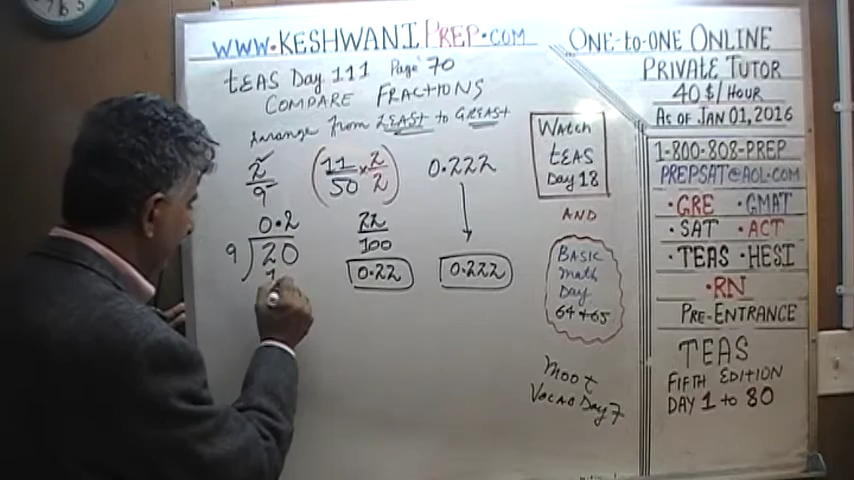 WWW.KESHWANIPREP.COM
tEAS Day 111 Page 70
COMPARE FRACTIONS
Arrange from LEAST to GREAST
2/9 (11/50 × 2/2) 0.222
0.2
9)20
1
22/100
0.22 0.222
Watch
tEAS
Day 18
AND
BASIC
math
Day
64+65
MOOt
VOCAB Day 7
ONE-to-ONE ONLINE
PRIVATE TUTOR
40 $/HOUR
AS OF JAN 01, 2016
1-800-808-PREP
PREPSAT@AOL.COM
•GRE •GMAT
•SAT •ACT
•TEAS •HESI
•RN
PRE-ENTRANCE
TEAS
FIFTH EDITION
DAY 1 to 80